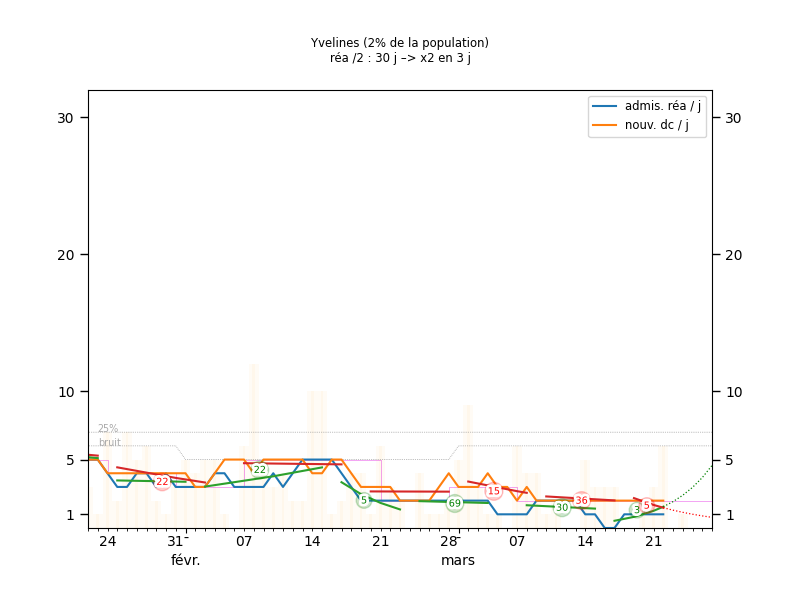 Yvelines (2% de la population)
réa /2 : 30 j –> x2 en 3 j
admis. réa / j
nouv. dc / j
30 30
20 20
10 10
25%
bruit
5 5
22 22 5 69 15 30 36 3 5
1 1
24 31 07 14 21 28 07 14 21
févr. mars